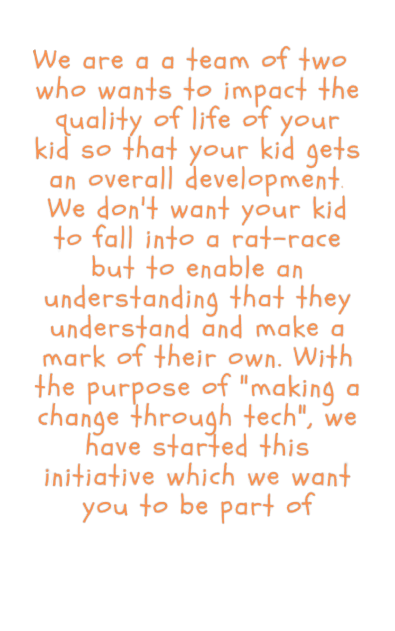 We are a a team of two
who wants to impact the
quality of life of your
kid so that your kid gets
an overall development.
We don't want your kid
to fall into a rat-race
but to enable an
understanding that they
understand and make a
mark of their own. With
the purpose of "making a
change through tech", we
have started this
initiative which we want
you to be part of